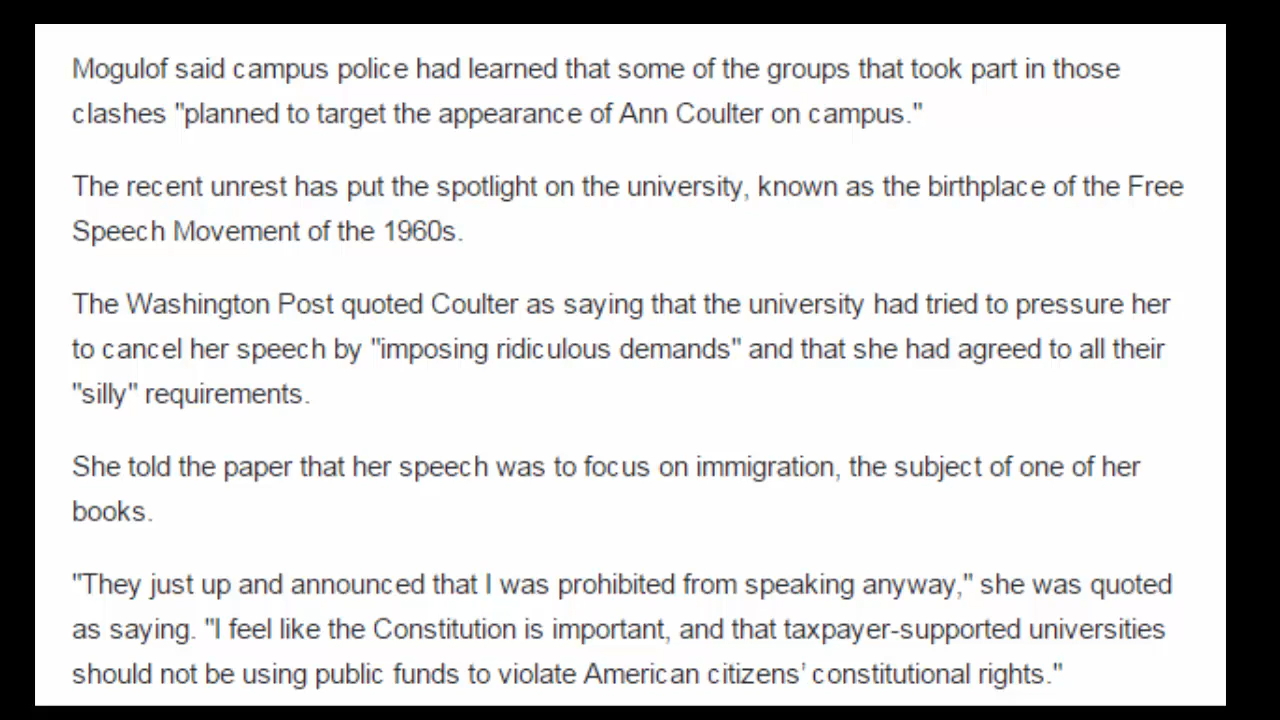 Mogulof said campus police had learned that some of the groups that took part in those
clashes "planned to target the appearance of Ann Coulter on campus."
The recent unrest has put the spotlight on the university, known as the birthplace of the Free
Speech Movement of the 1960s.
The Washington Post quoted Coulter as saying that the university had tried to pressure her
to cancel her speech by "imposing ridiculous demands" and that she had agreed to all their
"silly" requirements.
She told the paper that her speech was to focus on immigration, the subject of one of her
books.
"They just up and announced that I was prohibited from speaking anyway," she was quoted
as saying. "I feel like the Constitution is important, and that taxpayer-supported universities
should not be using public funds to violate American citizens' constitutional rights."